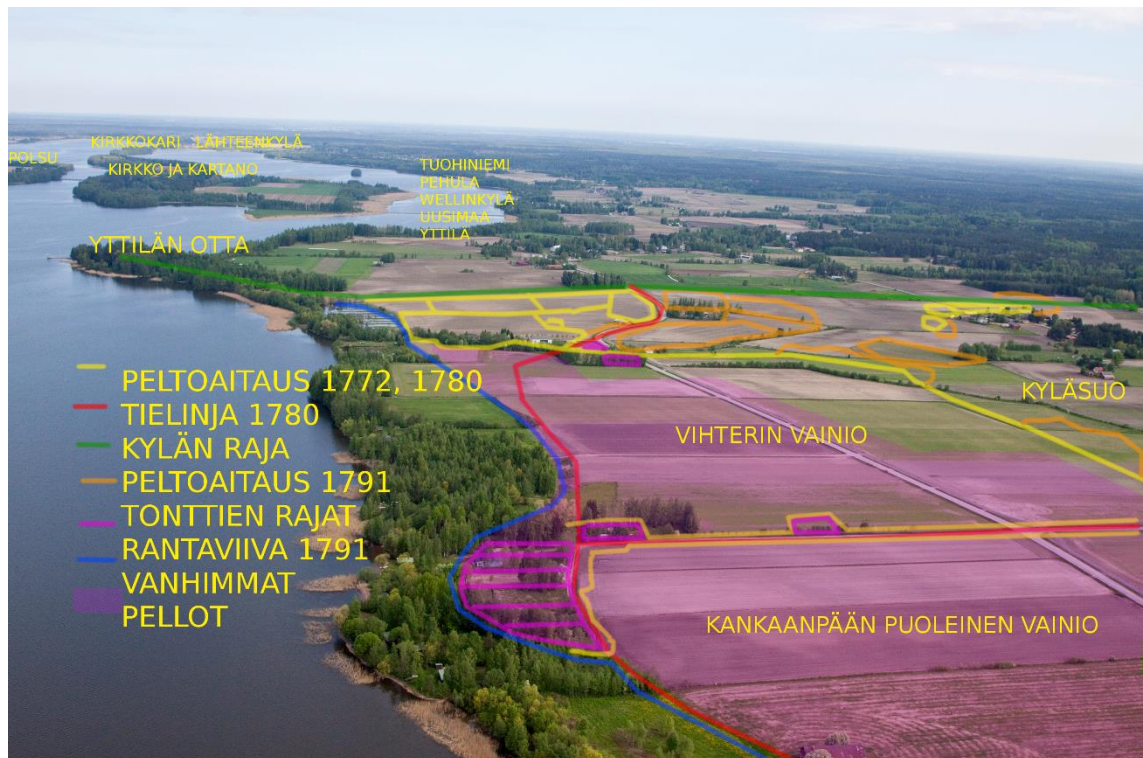 KIRKKOKARI LÄHTEENKYLÄ
POLSU
KIRKKO JA KARTANO
TUOHINIEMI
PEHULA
WELLINKYLÄ
UUSIMAA
YTTILÄ
YTTILÄN OTTA
PELTOAITAUS 1772, 1780
TIELINJA 1780
KYLÄN RAJA
PELTOAITAUS 1791
TONTTIEN RAJAT
RANTAVIIVA 1791
VANHIMMAT
PELLOT
KYLÄSUO
VIHTERIN VAINIO
KANKAANPÄÄN PUOLEINEN VAINIO